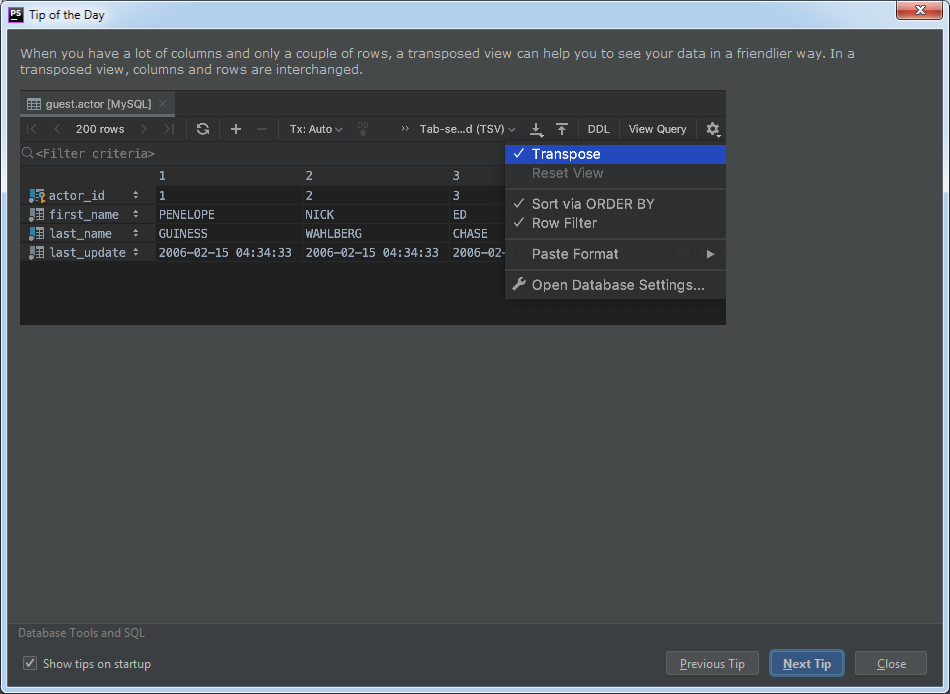 PS Tip of the Day
When you have a lot of columns and only a couple of rows, a transposed view can help you to see your data in a friendlier way. In a
transposed view, columns and rows are interchanged.
guest.actor [MySQL]
200 rows Tx: Auto DB Tab-se...d (TSV) DDL View Query
<Filter criteria>
1 2 3
actor_id 1 2 3
first_name PENELOPE NICK ED
last_name GUINESS WAHLBERG CHASE
last_update 2006-02-15 04:34:33 2006-02-15 04:34:33 2006-02-
Transpose
Reset View
Sort via ORDER BY
Row Filter
Paste Format
Open Database Settings...
Database Tools and SQL
Show tips on startup
Previous Tip Next Tip Close